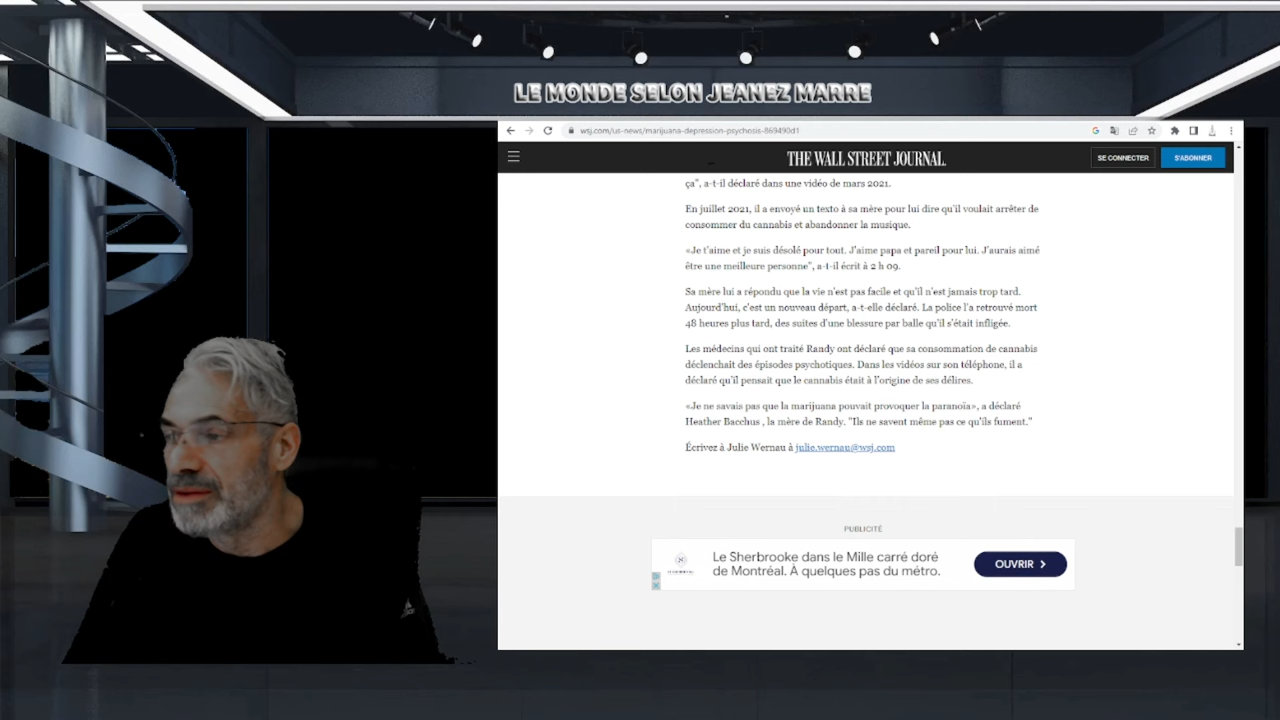 LE MONDE SELON JEANEZ MARRE
wsj.com/us-news/marijuana-depression-psychosis-869490d1
THE WALL STREET JOURNAL.
SE CONNECTER
S'ABONNER
ça", a-t-il déclaré dans une vidéo de mars 2021.
En juillet 2021, il a envoyé un texto à sa mère pour lui dire qu'il voulait arrêter de
consommer du cannabis et abandonner la musique.
«Je t'aime et je suis désolé pour tout. J'aime papa et pareil pour lui. J'aurais aimé
être une meilleure personne", a-t-il écrit à 2 h 09.
Sa mère lui a répondu que la vie n'est pas facile et qu'il n'est jamais trop tard.
Aujourd'hui, c'est un nouveau départ, a-t-elle déclaré. La police l'a retrouvé mort
48 heures plus tard, des suites d'une blessure par balle qu'il s'était infligée.
Les médecins qui ont traité Randy ont déclaré que sa consommation de cannabis
déclenchait des épisodes psychotiques. Dans les vidéos sur son téléphone, il a
déclaré qu'il pensait que le cannabis était à l'origine de ses délires.
«Je ne savais pas que la marijuana pouvait provoquer la paranoïa», a déclaré
Heather Bacchus , la mère de Randy. "Ils ne savent même pas ce qu'ils fument."
Écrivez à Julie Wernau à julie.wernau@wsj.com
PUBLICITÉ
Le Sherbrooke dans le Mille carré doré
de Montréal. À quelques pas du métro.
OUVRIR